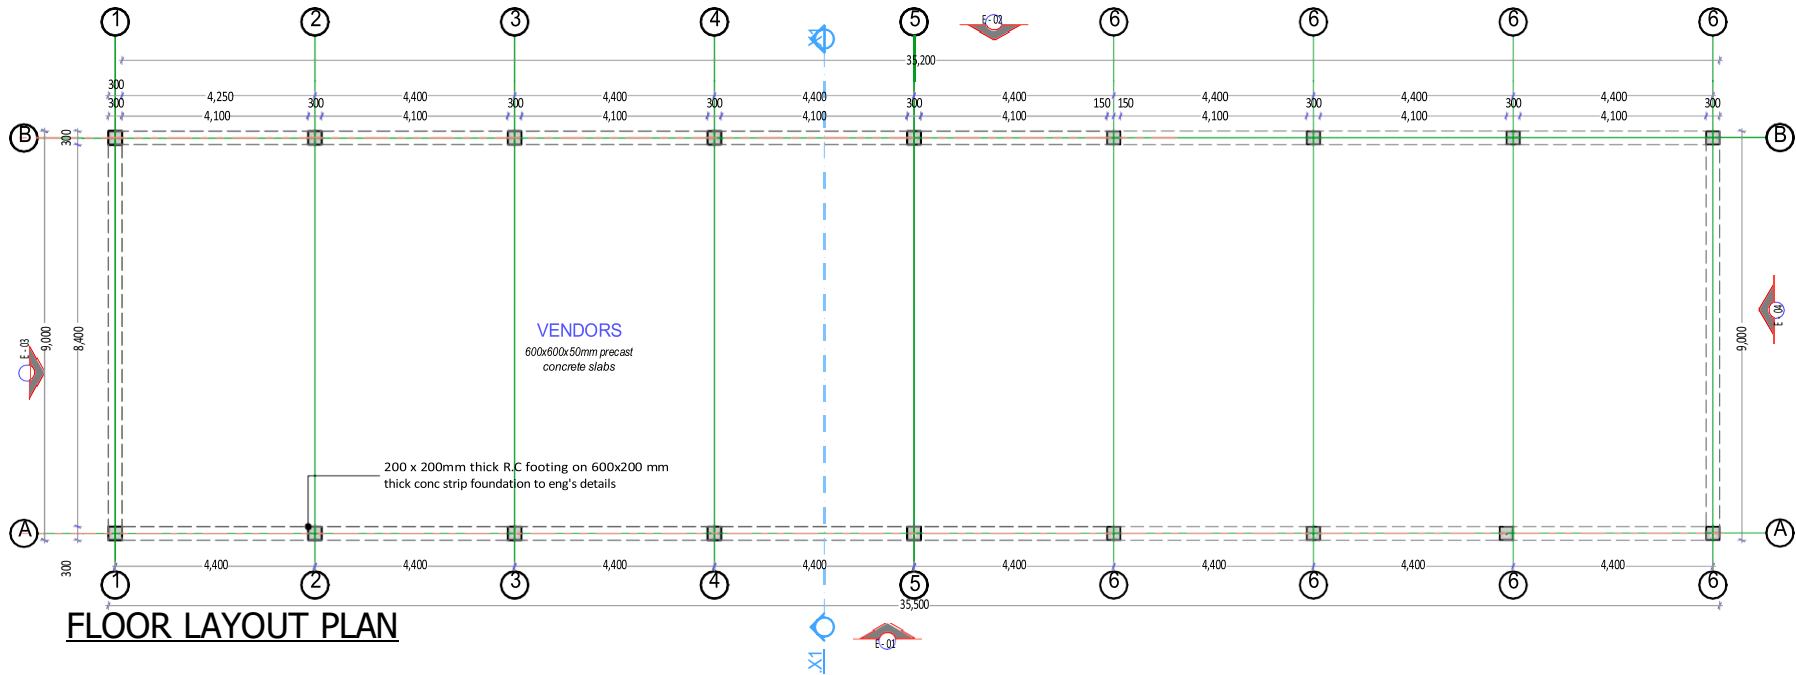 1 2 3 4 5 6 6 6 6
E - 02
35,200
300
4,250 4,400 4,400 4,400 4,400 4,400 4,400 4,400
300 300 300 300 300 150 150 300 300 300
4,100 4,100 4,100 4,100 4,100 4,100 4,100 4,100
B 300 B
E - 03 9,000 8,400 9,000 E - 04
VENDORS
600x600x50mm precast
concrete slabs
200 x 200mm thick R.C footing on 600x200 mm
thick conc strip foundation to eng's details
A A
300 4,400 4,400 4,400 4,400 4,400 4,400 4,400 4,400
1 2 3 4 5 6 6 6 6
35,500
FLOOR LAYOUT PLAN
E - 01
X1